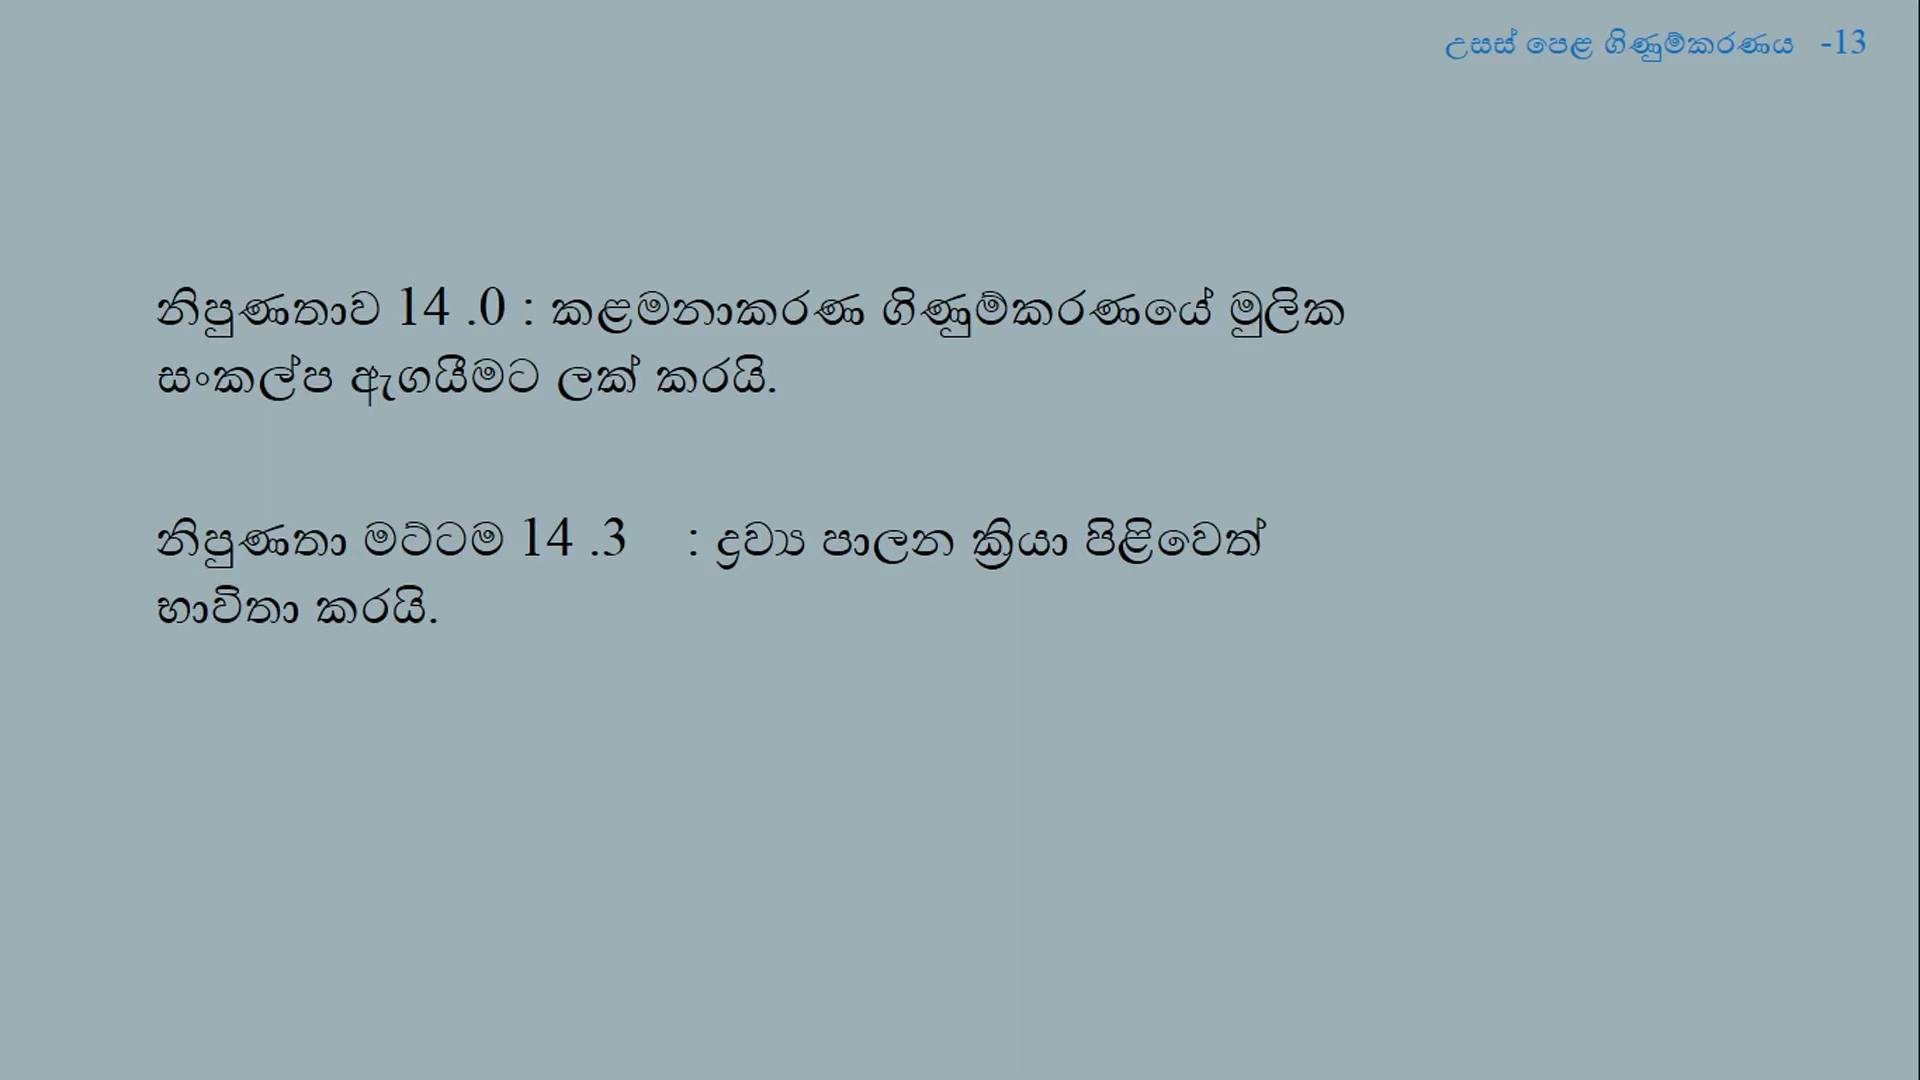 උසස් පෙළ ගිණුම්කරණය -13
නිපුණතාව 14 .0 : කළමනාකරණ ගිණුම්කරණයේ මුලික
සංකල්ප ඇගයීමට ලක් කරයි.
නිපුණතා මට්ටම 14 .3 : ද්‍රව්‍ය පාලන ක්‍රියා පිළිවෙත්
භාවිතා කරයි.